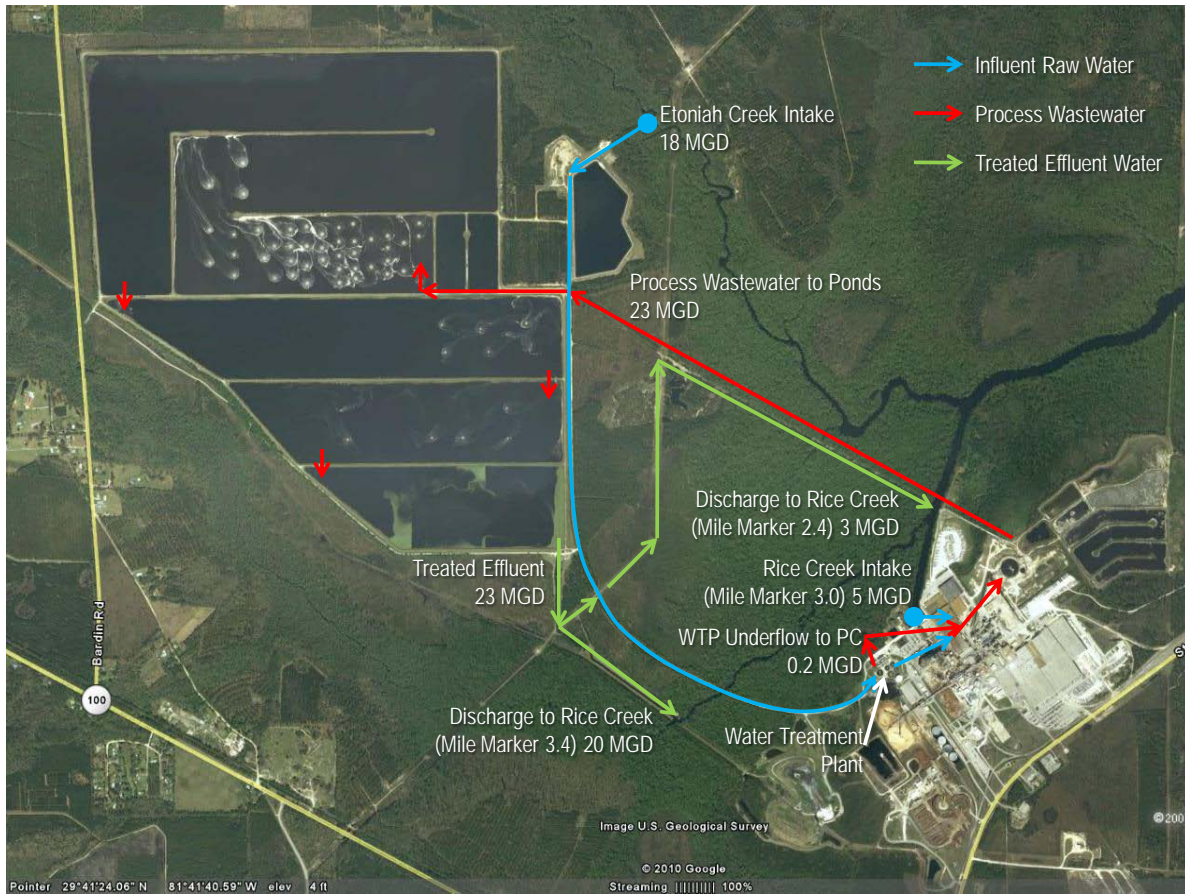 Influent Raw Water
Process Wastewater
Treated Effluent Water
Etoniah Creek Intake
18 MGD
Process Wastewater to Ponds
23 MGD
Discharge to Rice Creek
(Mile Marker 2.4) 3 MGD
Treated Effluent
23 MGD
Rice Creek Intake
(Mile Marker 3.0) 5 MGD
WTP Underflow to PC
0.2 MGD
Bardin Rd
100
Discharge to Rice Creek
(Mile Marker 3.4) 20 MGD
Water Treatment
Plant
Image U.S. Geological Survey
© 2010 Google
Pointer 29°41'24.06" N 81°41'40.59" W elev 4 ft
Streaming |||||||||| 100%